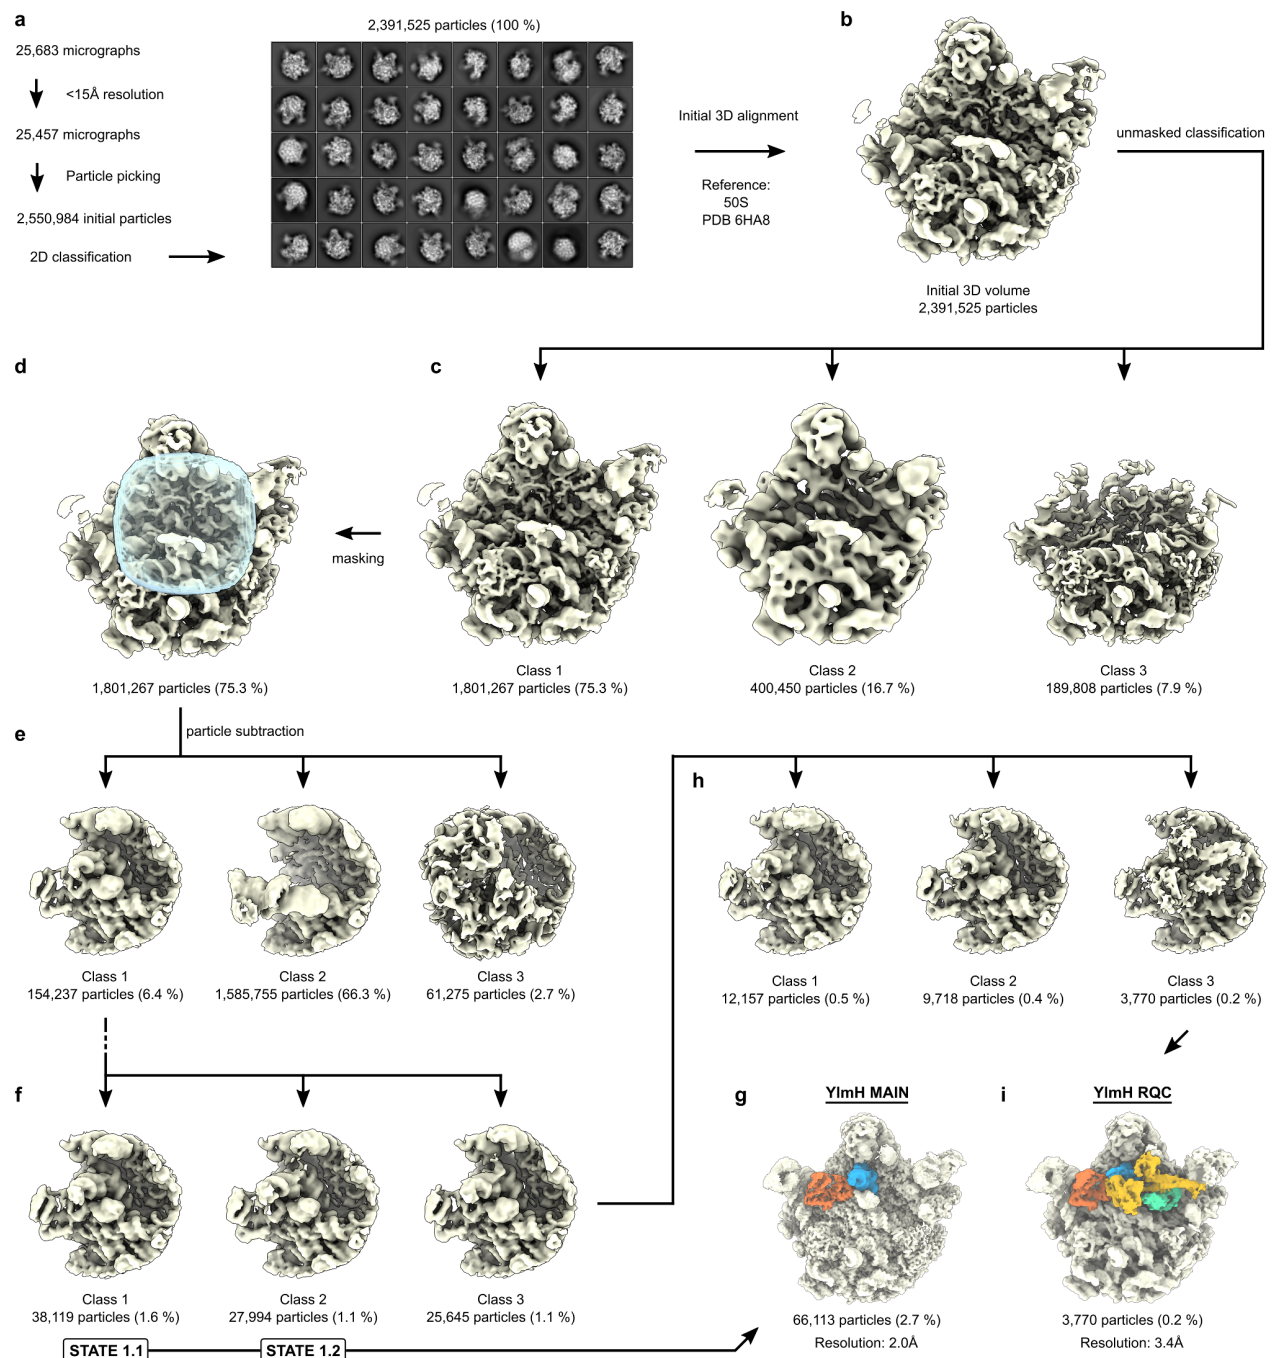 a
25,683 micrographs
<15Å resolution
25,457 micrographs
Particle picking
2,550,984 initial particles
2D classification
2,391,525 particles (100 %)
Initial 3D alignment
Reference:
50S
PDB 6HA8
b
Initial 3D volume
2,391,525 particles
unmasked classification
c
Class 1
1,801,267 particles (75.3 %)
Class 2
400,450 particles (16.7 %)
Class 3
189,808 particles (7.9 %)
masking
d
1,801,267 particles (75.3 %)
particle subtraction
e
Class 1
154,237 particles (6.4 %)
Class 2
1,585,755 particles (66.3 %)
Class 3
61,275 particles (2.7 %)
f
Class 1
38,119 particles (1.6 %)
STATE 1.1
Class 2
27,994 particles (1.1 %)
STATE 1.2
Class 3
25,645 particles (1.1 %)
h
Class 1
12,157 particles (0.5 %)
Class 2
9,718 particles (0.4 %)
Class 3
3,770 particles (0.2 %)
g
YlmH MAIN
66,113 particles (2.7 %)
Resolution: 2.0Å
i
YlmH RQC
3,770 particles (0.2 %)
Resolution: 3.4Å